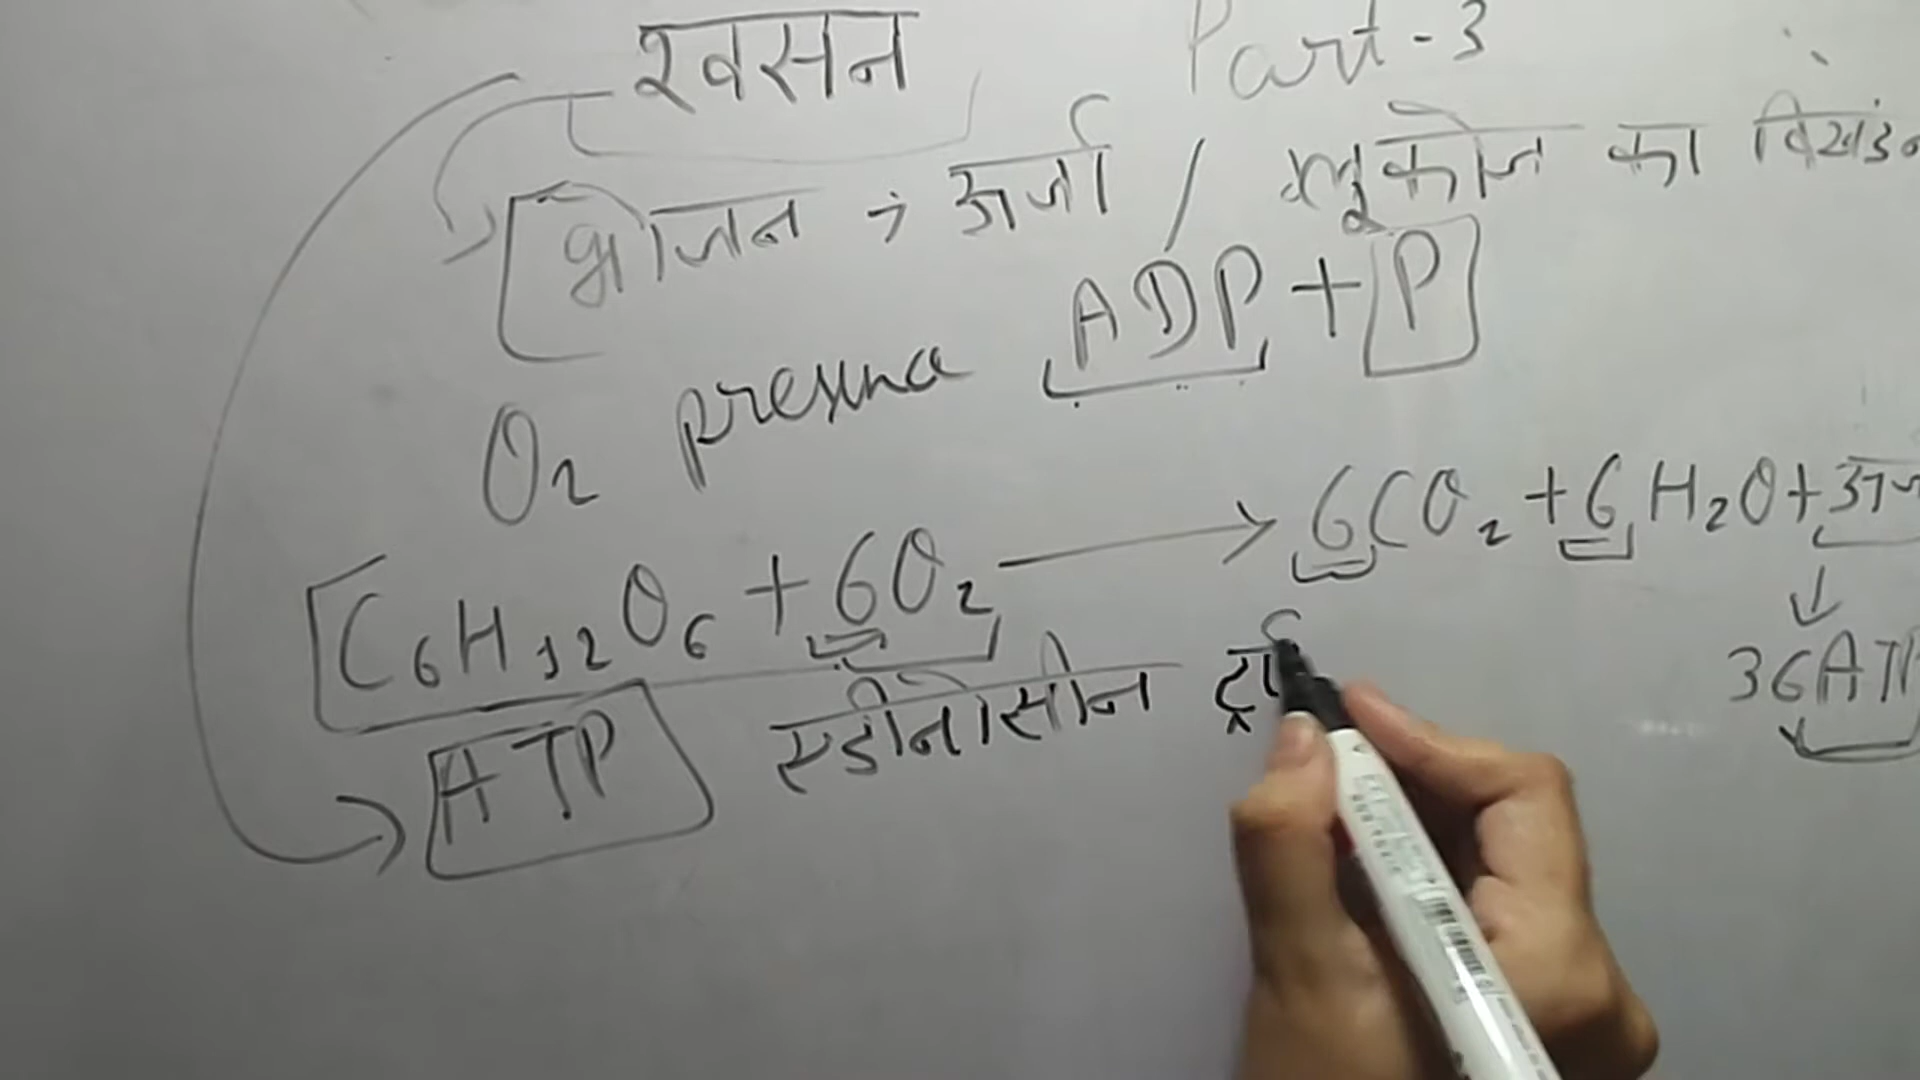 श्वसन Part-3
भोजन → ऊर्जा / ग्लूकोज का विखंडन
ADP + P
O₂ presence
C₆H₁₂O₆ + 6O₂ → 6CO₂ + 6H₂O + ऊर्
36ATP
ATP एडीनोसीन ट्रा